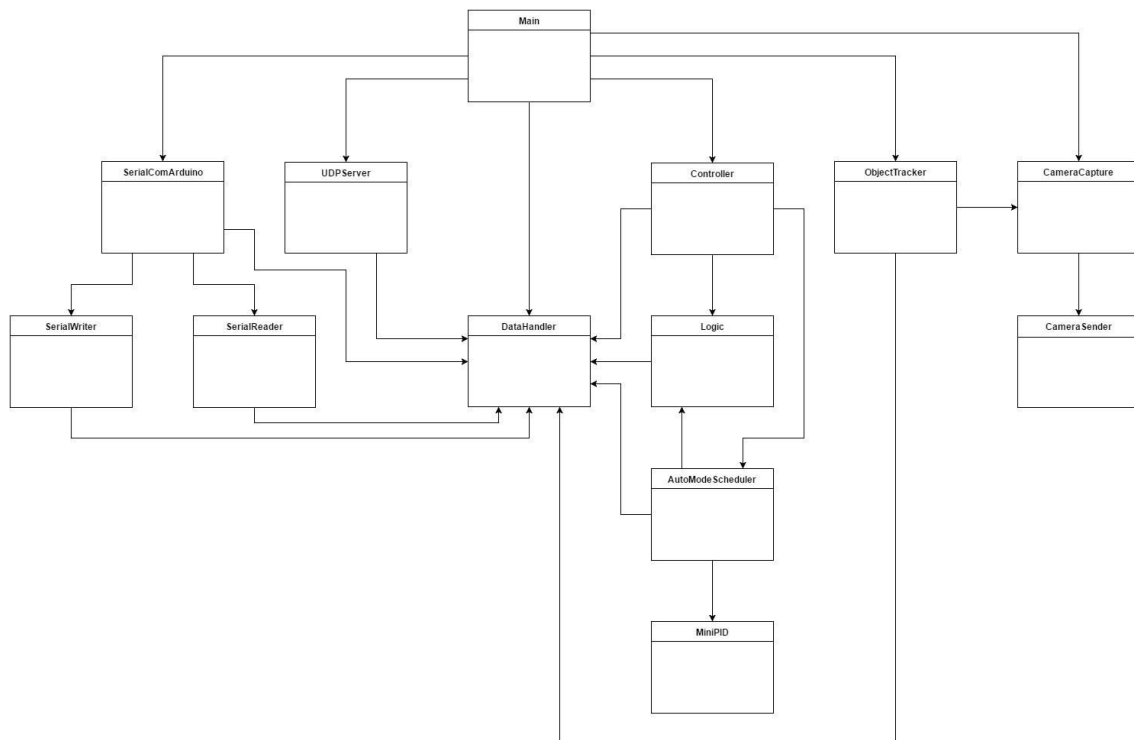 Main
SerialComArduino
UDPServer
Controller
ObjectTracker
CameraCapture
SerialWriter
SerialReader
DataHandler
Logic
CameraSender
AutoModeScheduler
MiniPID